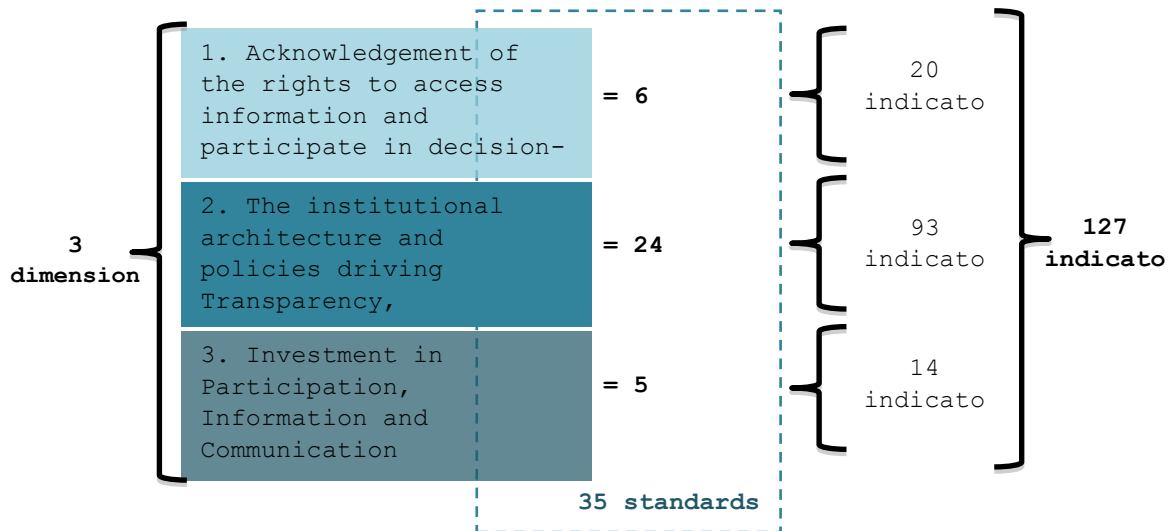 3
dimension
1. Acknowledgement of
the rights to access
information and
participate in decision-
= 6
20
indicato
2. The institutional
architecture and
policies driving
Transparency,
= 24
93
indicato
3. Investment in
Participation,
Information and
Communication
= 5
14
indicato
127
indicato
35 standards